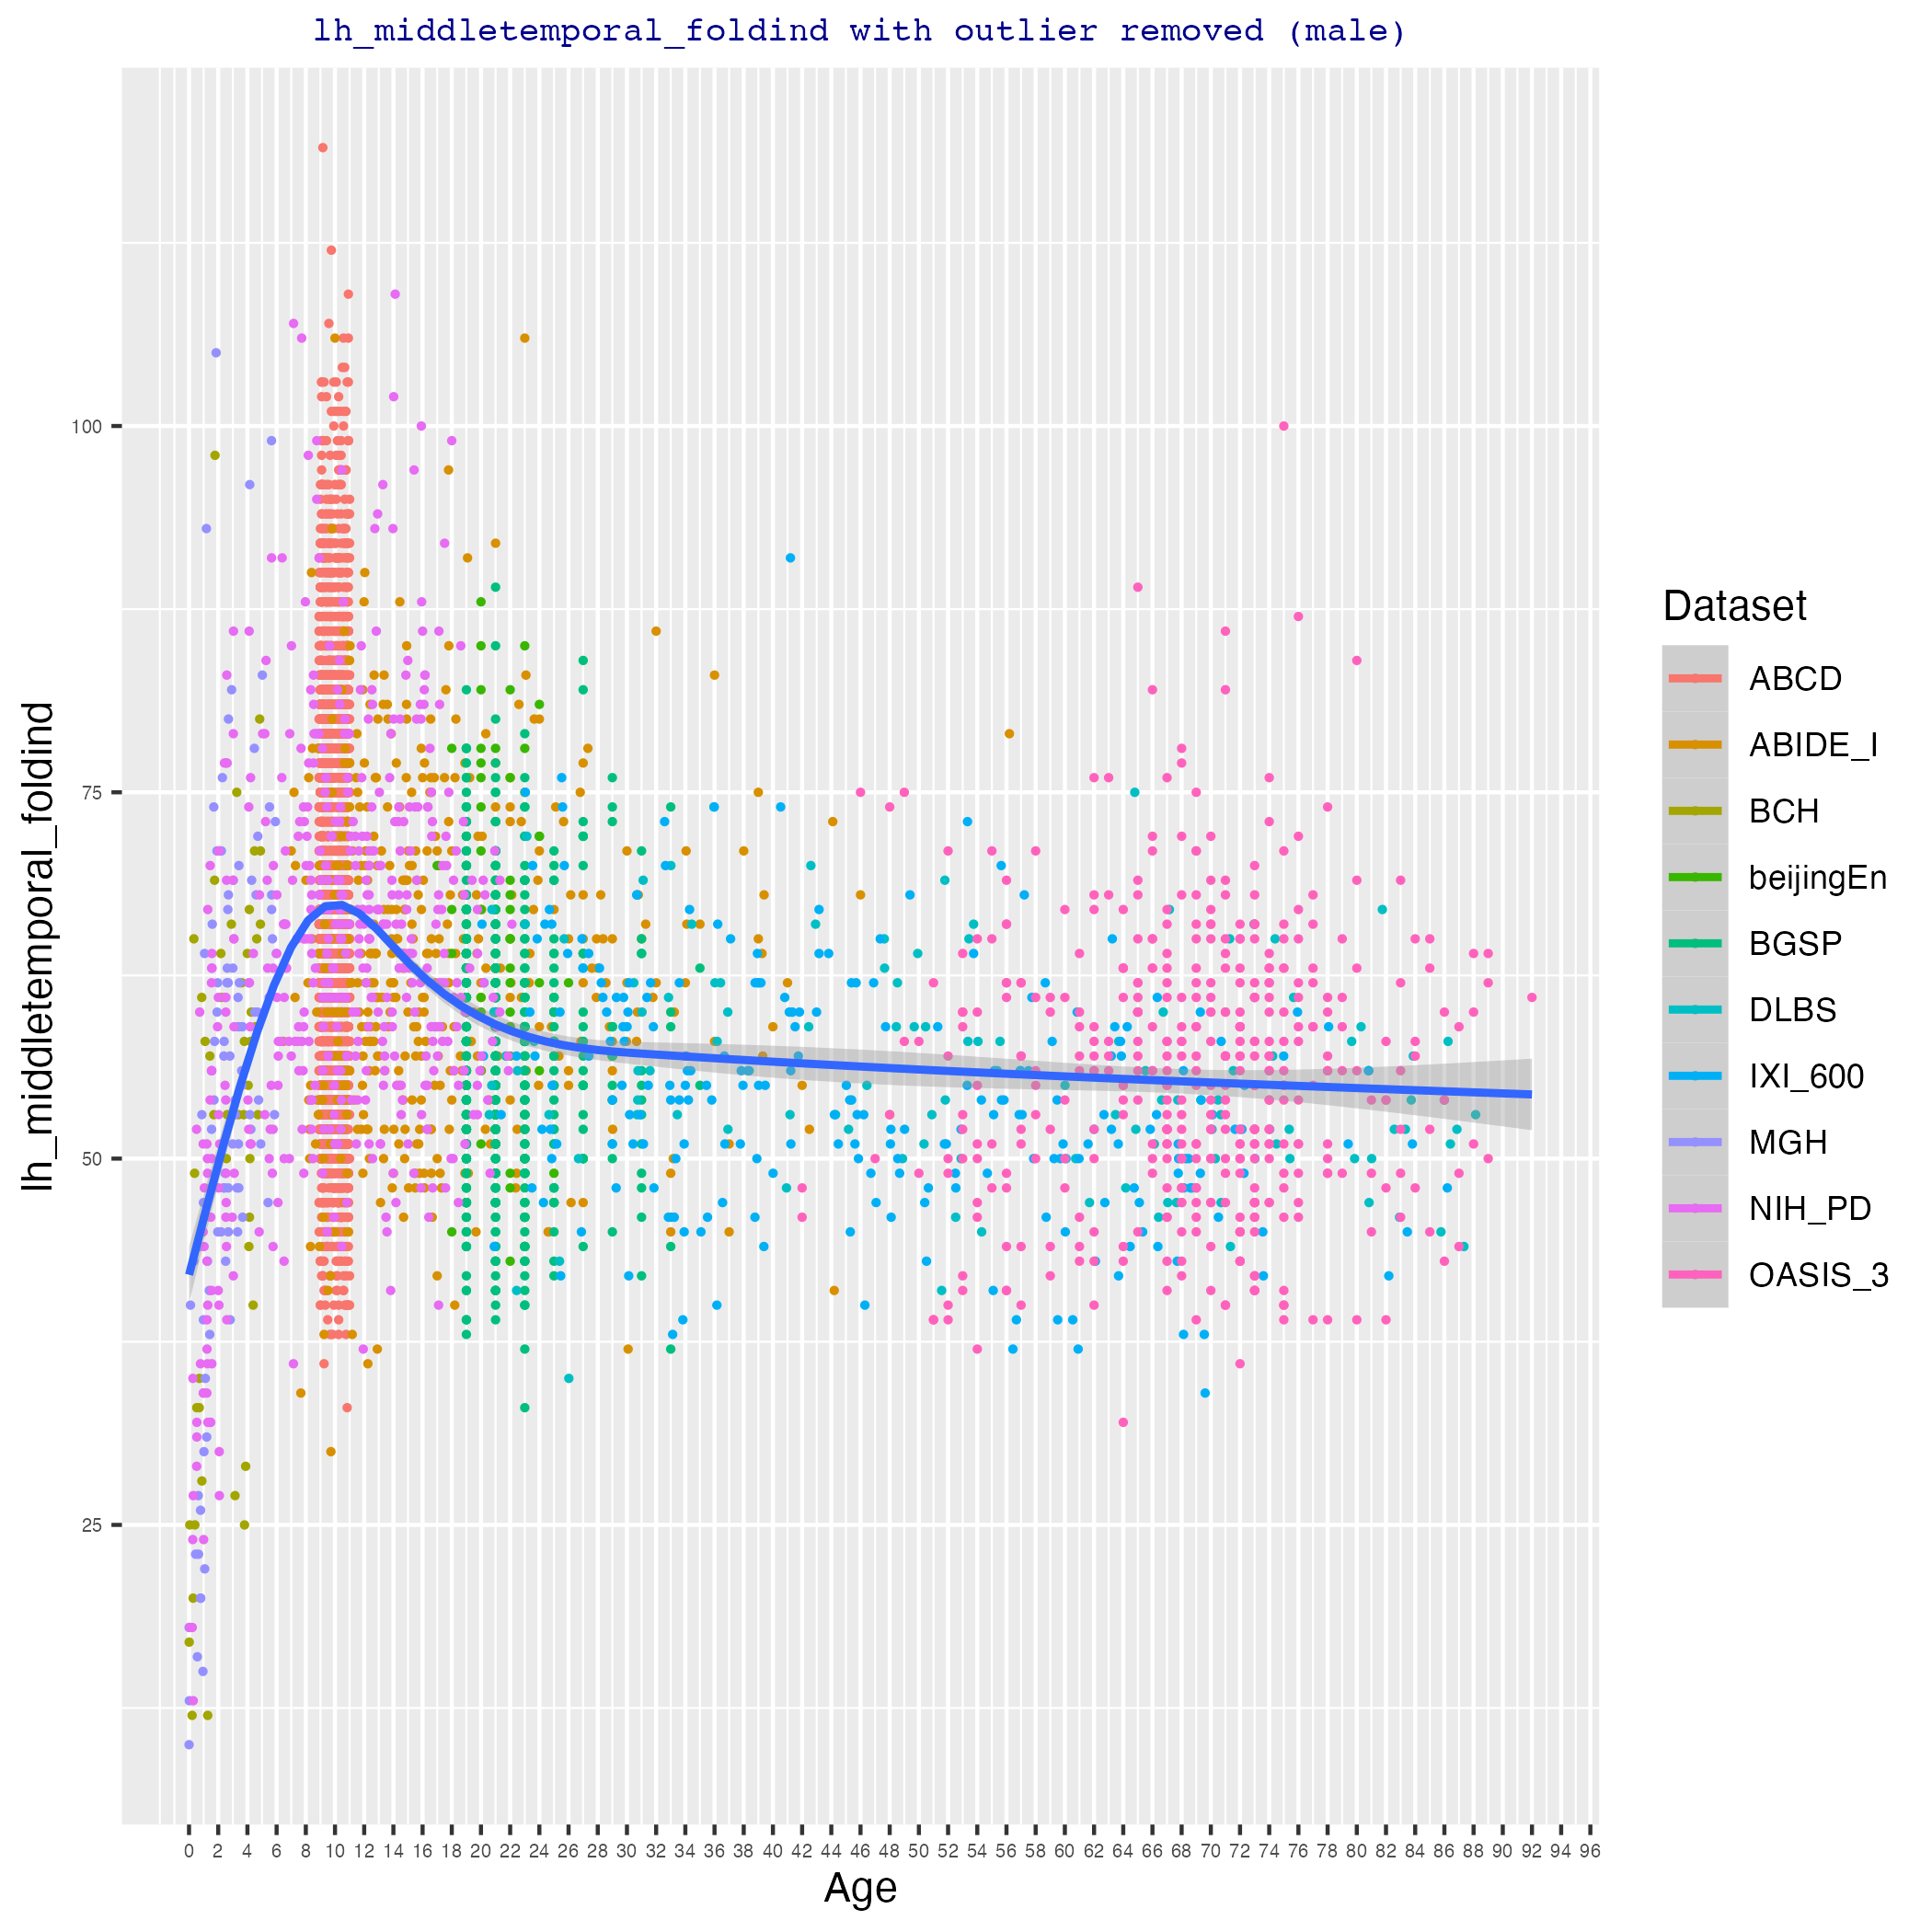 lh_middletemporal_foldind with outlier removed (male)
lh_middletemporal_foldind
100
75
50
25
0 2 4 6 8 10 12 14 16 18 20 22 24 26 28 30 32 34 36 38 40 42 44 46 48 50 52 54 56 58 60 62 64 66 68 70 72 74 76 78 80 82 84 86 88 90 92 94 96
Age
Dataset
ABCD
ABIDE_I
BCH
beijingEn
BGSP
DLBS
IXI_600
MGH
NIH_PD
OASIS_3